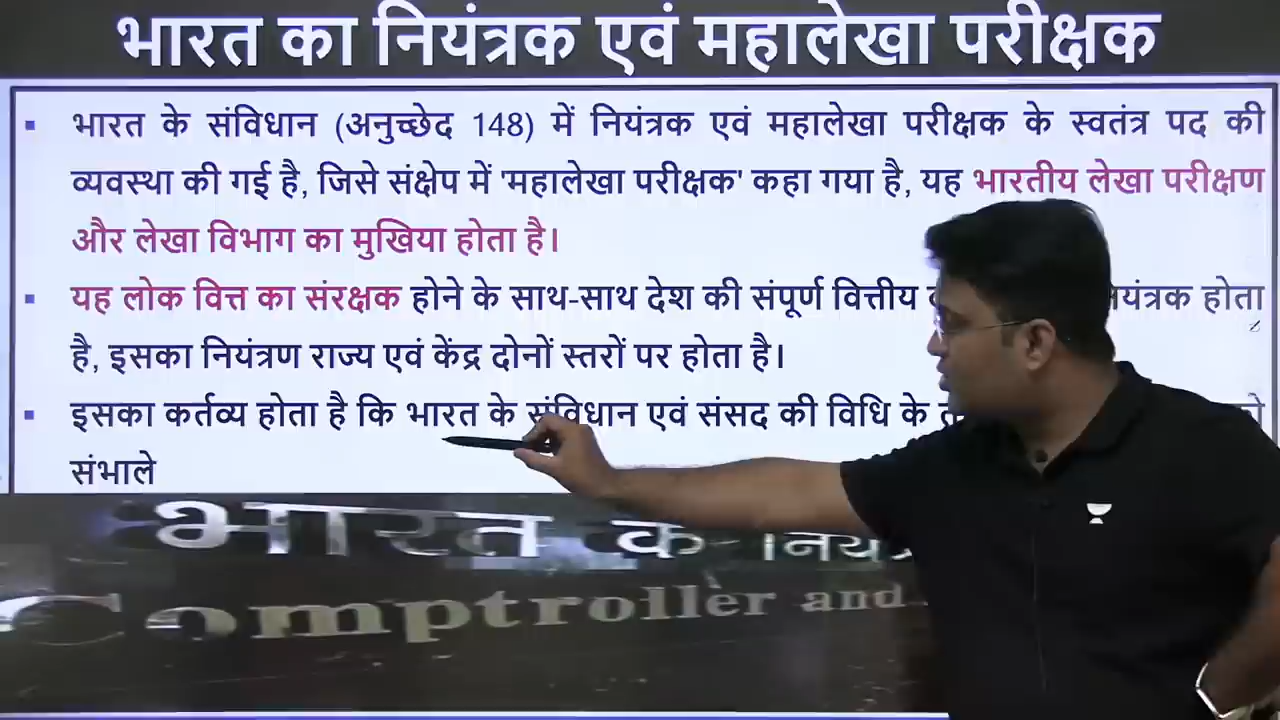 भारत का नियंत्रक एवं महालेखा परीक्षक
▪ भारत के संविधान (अनुच्छेद 148) में नियंत्रक एवं महालेखा परीक्षक के स्वतंत्र पद की
व्यवस्था की गई है, जिसे संक्षेप में 'महालेखा परीक्षक' कहा गया है, यह भारतीय लेखा परीक्षण
और लेखा विभाग का मुखिया होता है।
▪ यह लोक वित्त का संरक्षक होने के साथ-साथ देश की संपूर्ण वित्तीय होता
है, इसका नियंत्रण राज्य एवं केंद्र दोनों स्तरों पर होता है।
▪ इसका कर्तव्य होता है कि भारत के संविधान एवं संसद की विधि के
संभाले
भारत क
Comptroller and